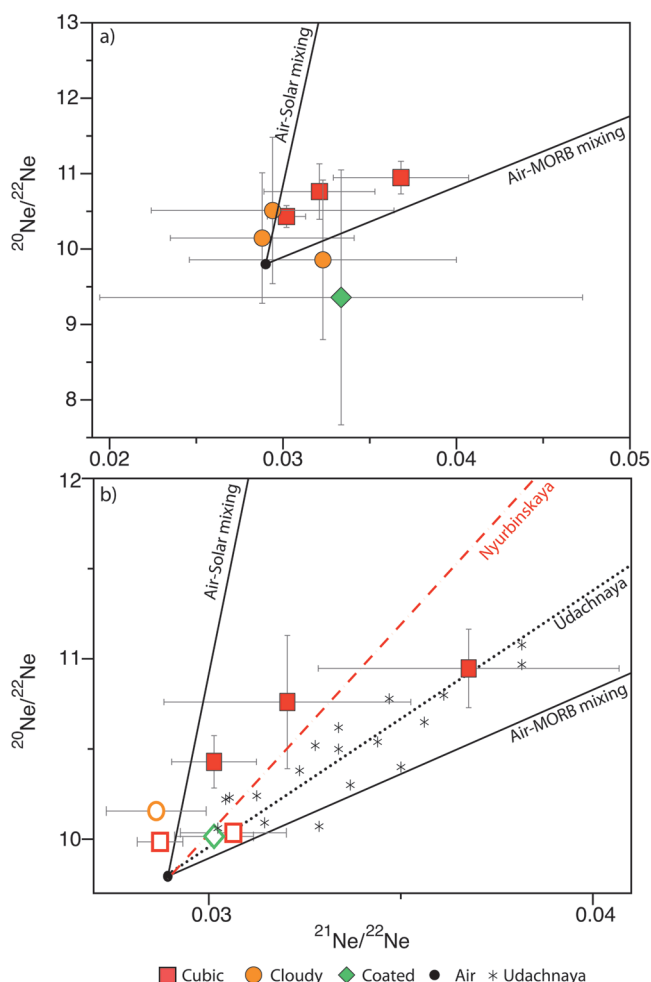 a)
13
12
11
10
9
8
²⁰Ne/²²Ne
Air-Solar mixing
Air-MORB mixing
0.02
0.03
0.04
0.05
b)
12
11
10
²⁰Ne/²²Ne
Air-Solar mixing
Nyurbinskaya
Udachnaya
Air-MORB mixing
0.03
0.04
²¹Ne/²²Ne
Cubic Cloudy Coated Air Udachnaya